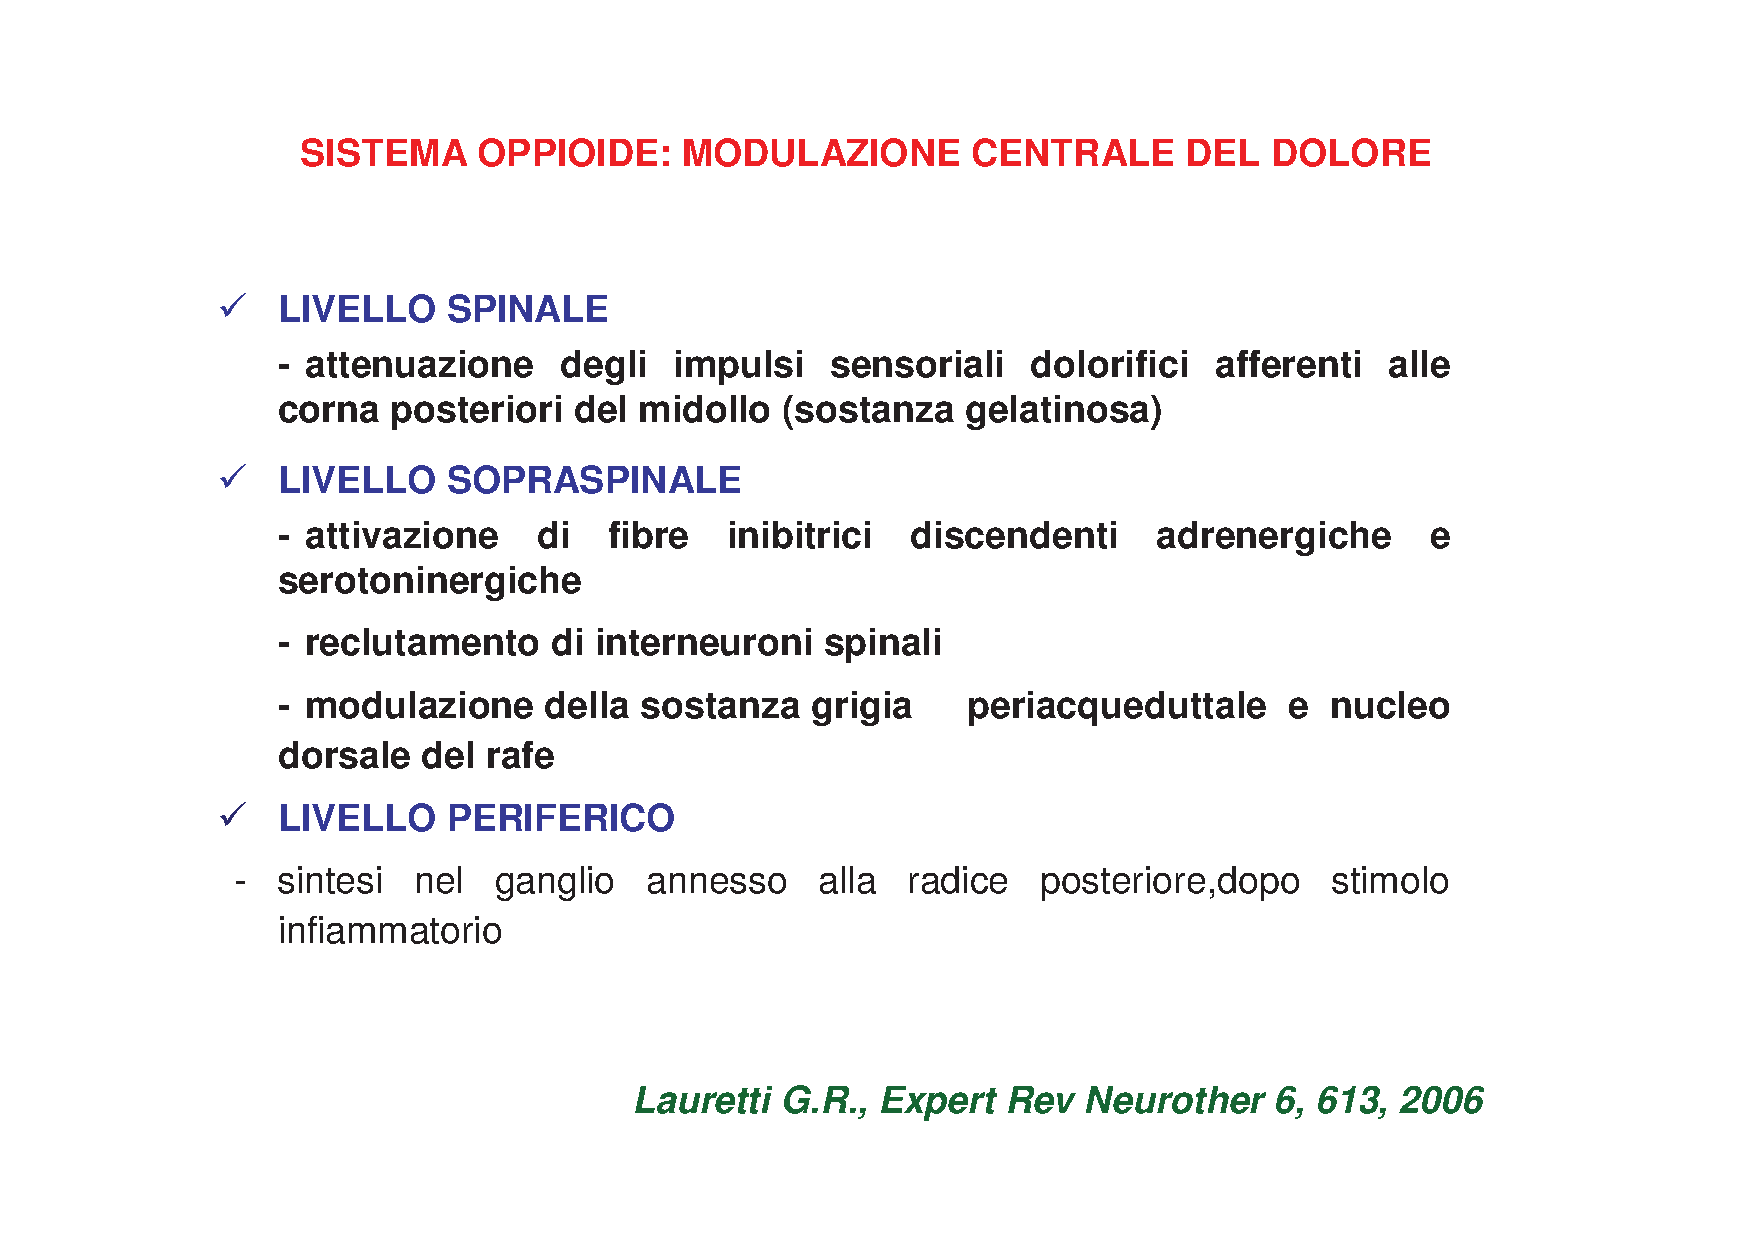 SISTEMA OPPIOIDE: MODULAZIONE CENTRALE DEL DOLORE
✓ LIVELLO SPINALE
- attenuazione degli impulsi sensoriali dolorifici afferenti alle
corna posteriori del midollo (sostanza gelatinosa)
✓ LIVELLO SOPRASPINALE
- attivazione di fibre inibitrici discendenti adrenergiche e
serotoninergiche
- reclutamento di interneuroni spinali
- modulazione della sostanza grigia periacqueduttale e nucleo
dorsale del rafe
✓ LIVELLO PERIFERICO
- sintesi nel ganglio annesso alla radice posteriore,dopo stimolo
infiammatorio
Lauretti G.R., Expert Rev Neurother 6, 613, 2006